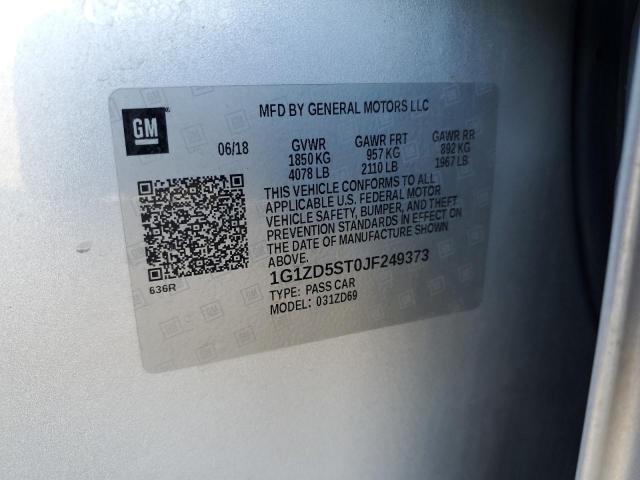 GM
MFD BY GENERAL MOTORS LLC
06/18 GVWR GAWR FRT GAWR RR
1850 KG 957 KG 892 KG
4078 LB 2110 LB 1967 LB
THIS VEHICLE CONFORMS TO ALL
APPLICABLE U.S. FEDERAL MOTOR
VEHICLE SAFETY, BUMPER, AND THEFT
PREVENTION STANDARDS IN EFFECT ON
THE DATE OF MANUFACTURE SHOWN
ABOVE.
636R
1G1ZD5ST0JF249373
TYPE: PASS CAR
MODEL: 031ZD69